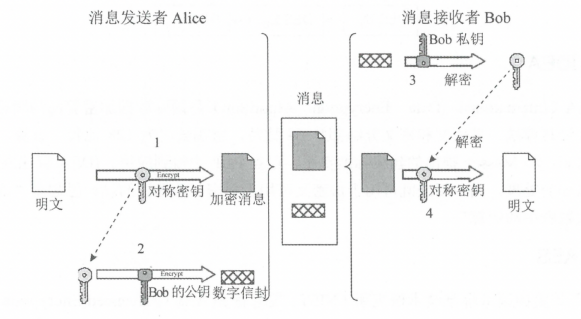 消息发送者 Alice
消息接收者 Bob
Bob 私钥
3
解密
消息
1
Encrypt
对称密钥
明文
加密消息
解密
对称密钥
4
明文
2
Encrypt
Bob 的公钥
数字信封